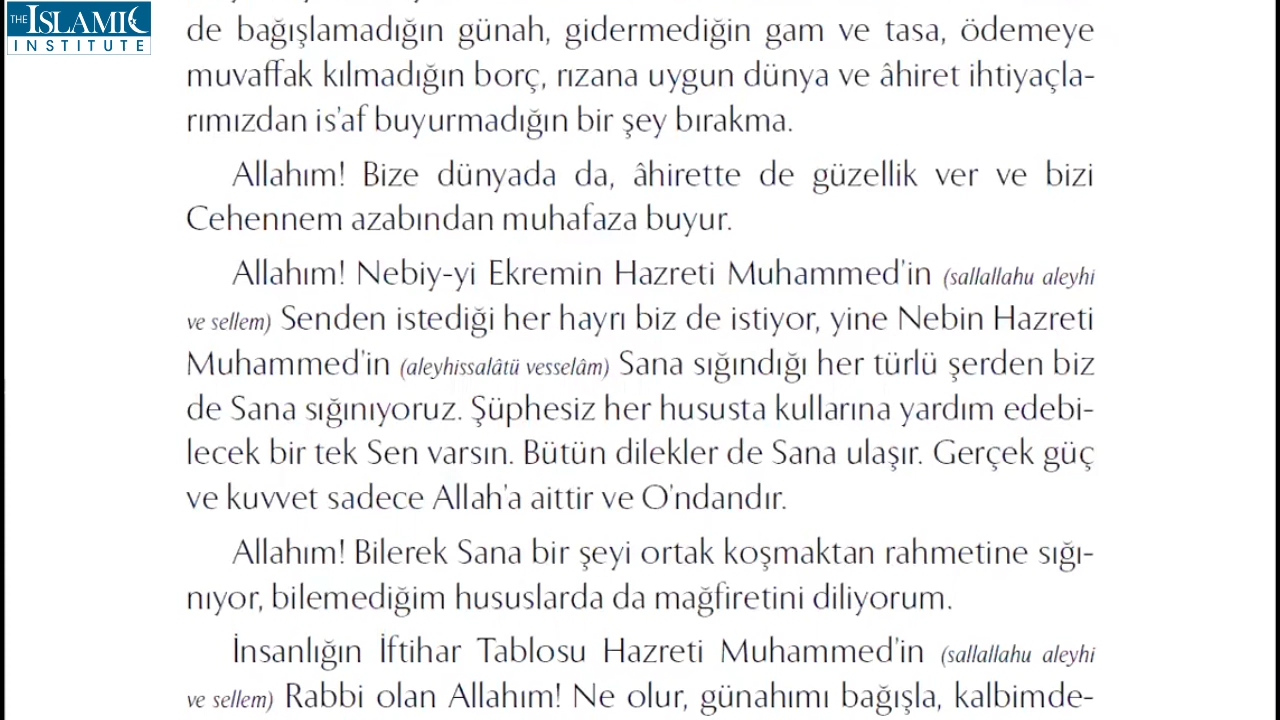 THE ISLAMIC
INSTITUTE
de bağışlamadığın günah, gidermediğin gam ve tasa, ödemeye
muvaffak kılmadığın borç, rızana uygun dünya ve âhiret ihtiyaçla-
rımızdan is'af buyurmadığın bir şey bırakma.
Allahım! Bize dünyada da, âhirette de güzellik ver ve bizi
Cehennem azabından muhafaza buyur.
Allahım! Nebiy-yi Ekremin Hazreti Muhammed'in (sallallahu aleyhi
ve sellem) Senden istediği her hayrı biz de istiyor, yine Nebin Hazreti
Muhammed'in (aleyhissalâtü vesselâm) Sana sığındığı her türlü şerden biz
de Sana sığınıyoruz. Şüphesiz her hususta kullarına yardım edebi-
lecek bir tek Sen varsın. Bütün dilekler de Sana ulaşır. Gerçek güç
ve kuvvet sadece Allah'a aittir ve O'ndandır.
Allahım! Bilerek Sana bir şeyi ortak koşmaktan rahmetine sığı-
nıyor, bilemediğim hususlarda da mağfiretini diliyorum.
İnsanlığın İftihar Tablosu Hazreti Muhammed'in (sallallahu aleyhi
ve sellem) Rabbi olan Allahım! Ne olur, günahımı bağışla, kalbimde-